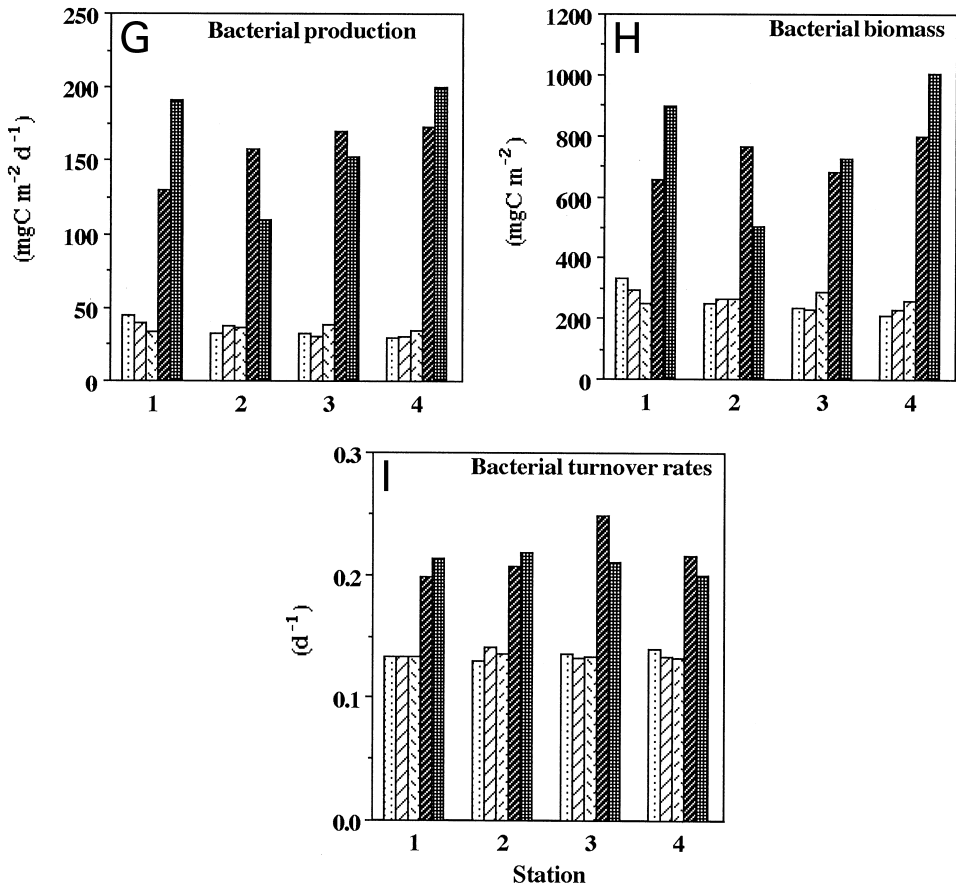 G Bacterial production
250
200
150
100
50
0
(mgC m⁻² d⁻¹)
1 2 3 4
H Bacterial biomass
1200
1000
800
600
400
200
0
(mgC m⁻²)
1 2 3 4
I Bacterial turnover rates
0.3
0.2
0.1
0.0
(d⁻¹)
1 2 3 4
Station